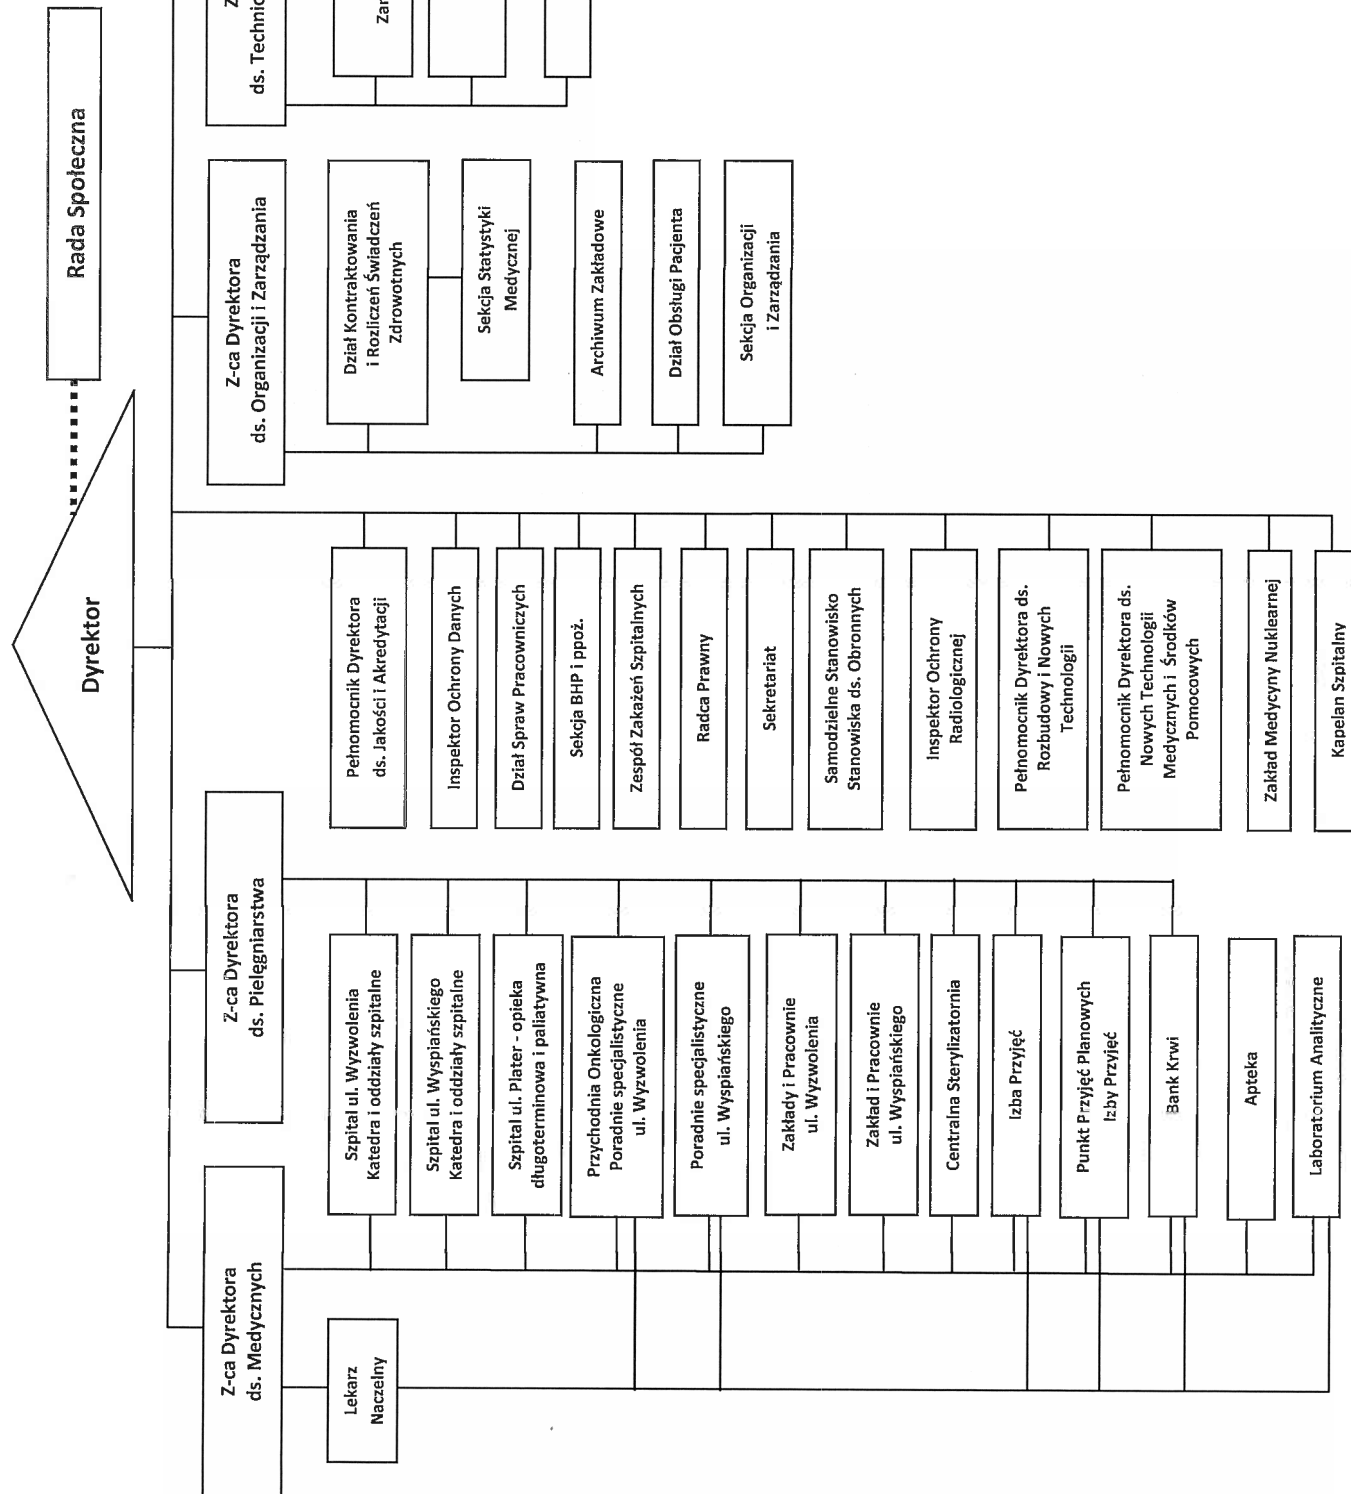 Rada Społeczna
Dyrektor
Z-ca Dyrektora
ds. Medycznych
Lekarz
Naczelny
Z-ca Dyrektora
ds. Pielęgniarstwa
Szpital ul. Wyzwolenia
Katedra i oddziały szpitalne
Szpital ul. Wyspiańskiego
Katedra i oddziały szpitalne
Szpital ul. Plater - opieka
długoterminowa i paliatywna
Przychodnia Onkologiczna
Poradnie specjalistyczne
ul. Wyzwolenia
Poradnie specjalistyczne
ul. Wyspiańskiego
Zakłady i Pracownie
ul. Wyzwolenia
Zakład i Pracownie
ul. Wyspiańskiego
Centralna Sterylizatornia
Izba Przyjęć
Punkt Przyjęć Planowych
Izby Przyjęć
Bank Krwi
Apteka
Laboratorium Analityczne
Pełnomocnik Dyrektora
ds. Jakości i Akredytacji
Inspektor Ochrony Danych
Dział Spraw Pracowniczych
Sekcja BHP i ppoż.
Zespół Zakażeń Szpitalnych
Radca Prawny
Sekretariat
Samodzielne Stanowisko
Stanowiska ds. Obronnych
Inspektor Ochrony
Radiologicznej
Pełnomocnik Dyrektora ds.
Rozbudowy i Nowych
Technologii
Pełnomocnik Dyrektora ds.
Nowych Technologii
Medycznych i Środków
Pomocowych
Zakład Medycyny Nuklearnej
Kapelan Szpitalny
Z-ca Dyrektora
ds. Organizacji i Zarządzania
Dział Kontraktowania
i Rozliczeń Świadczeń
Zdrowotnych
Sekcja Statystyki
Medycznej
Archiwum Zakładowe
Dział Obsługi Pacjenta
Sekcja Organizacji
i Zarządzania
ds.